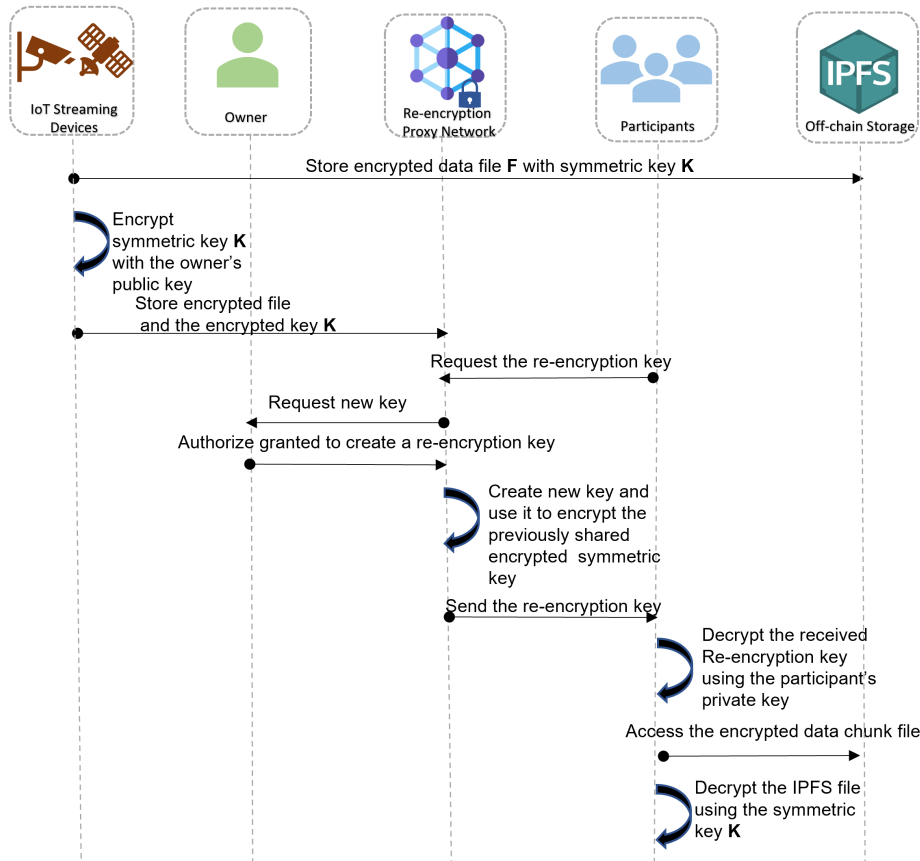 IoT Streaming
Devices
Owner
Re-encryption
Proxy Network
Participants
IPFS
Off-chain Storage
Store encrypted data file F with symmetric key K
Encrypt
symmetric key K
with the owner's
public key
Store encrypted file
and the encrypted key K
Request the re-encryption key
Request new key
Authorize granted to create a re-encryption key
Create new key and
use it to encrypt the
previously shared
encrypted symmetric
key
Send the re-encryption key
Decrypt the received
Re-encryption key
using the participant's
private key
Access the encrypted data chunk file
Decrypt the IPFS file
using the symmetric
key K